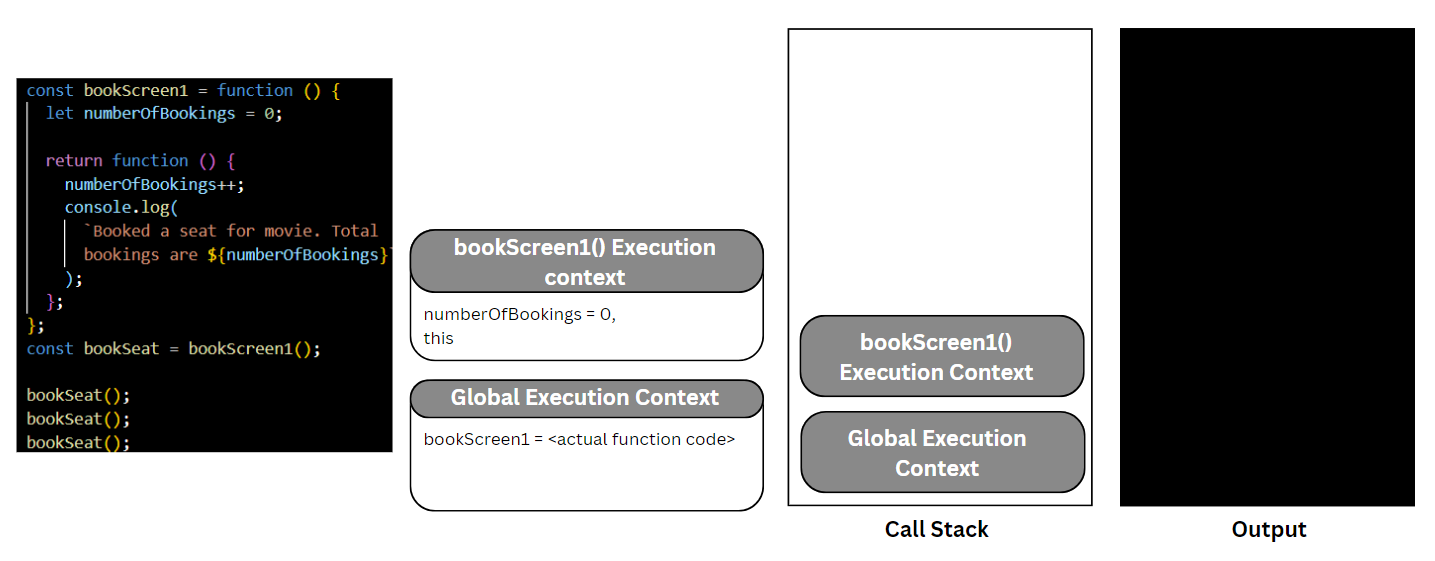 const bookScreen1 = function () {
let numberOfBookings = 0;
return function () {
numberOfBookings++;
console.log(
`Booked a seat for movie. Total
bookings are ${numberOfBookings}`
);
};
};
const bookSeat = bookScreen1();
bookSeat();
bookSeat();
bookSeat();
bookScreen1() Execution
context
numberOfBookings = 0,
this
Global Execution Context
bookScreen1 = <actual function code>
bookScreen1()
Execution Context
Global Execution
Context
Call Stack
Output